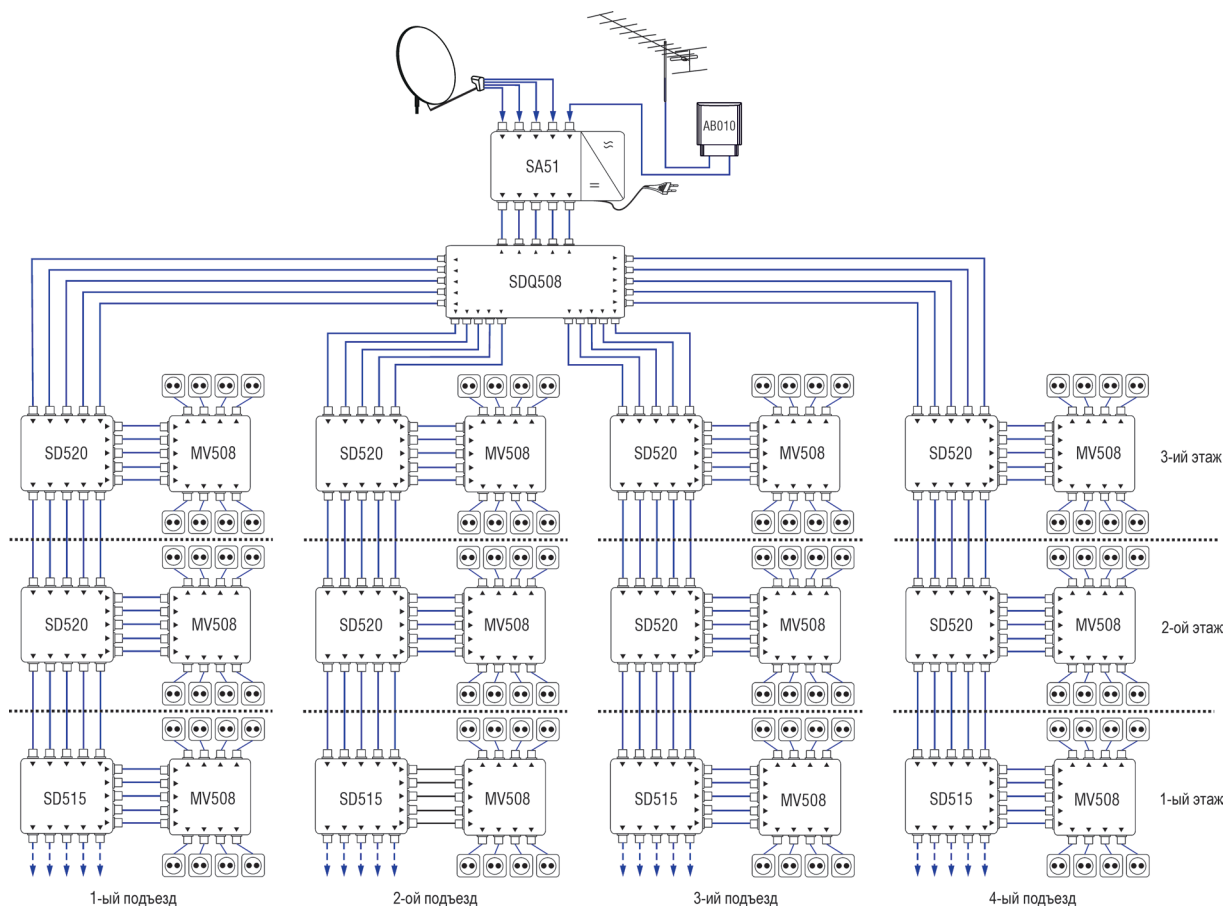 AB010
SA51
SDQ508
SD520
MV508
SD520
MV508
SD520
MV508
SD520
MV508
3-ий этаж
SD520
MV508
SD520
MV508
SD520
MV508
SD520
MV508
2-ой этаж
SD515
MV508
SD515
MV508
SD515
MV508
SD515
MV508
1-ый этаж
1-ый подъезд
2-ой подъезд
3-ий подъезд
4-ый подъезд